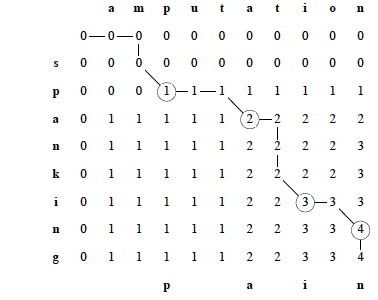 a m p u t a t i o n
0 0 0 0 0 0 0 0 0 0 0
s 0 0 0 0 0 0 0 0 0 0 0
p 0 0 0 1 1 1 1 1 1 1 1
a 0 1 1 1 1 1 2 2 2 2 2
n 0 1 1 1 1 1 2 2 2 2 3
k 0 1 1 1 1 1 2 2 2 2 3
i 0 1 1 1 1 1 2 2 3 3 3
n 0 1 1 1 1 1 2 2 3 3 4
g 0 1 1 1 1 1 2 2 3 3 4
p a i n